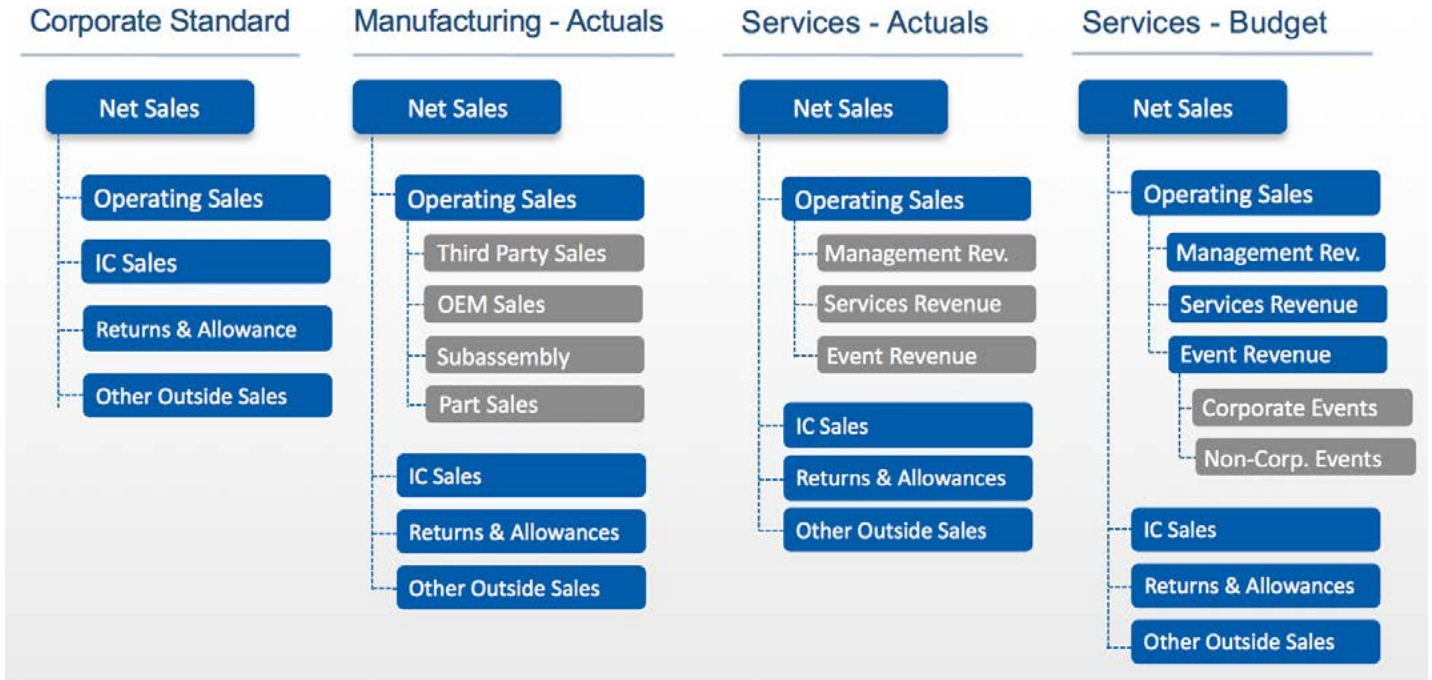 Corporate Standard
Net Sales
Operating Sales
IC Sales
Returns & Allowance
Other Outside Sales
Manufacturing - Actuals
Net Sales
Operating Sales
Third Party Sales
OEM Sales
Subassembly
Part Sales
IC Sales
Returns & Allowances
Other Outside Sales
Services - Actuals
Net Sales
Operating Sales
Management Rev.
Services Revenue
Event Revenue
IC Sales
Returns & Allowances
Other Outside Sales
Services - Budget
Net Sales
Operating Sales
Management Rev.
Services Revenue
Event Revenue
Corporate Events
Non-Corp. Events
IC Sales
Returns & Allowances
Other Outside Sales